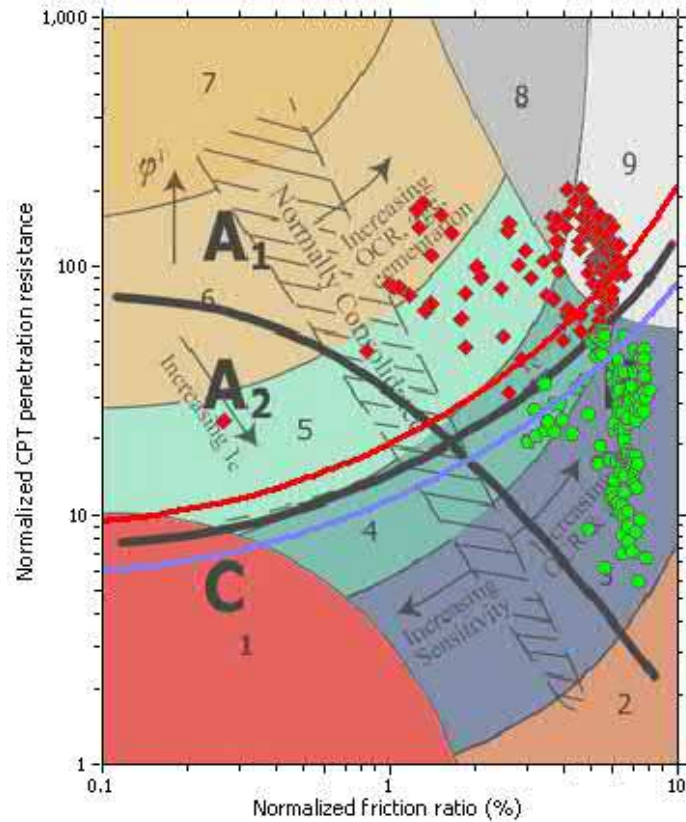 1,000
7
8
9
φ'
Increasing
OCR,
cementation
Normally Consolidated
A1
6
100
A2
Increasing Ic
5
10
4
Increasing
3
C
Increasing
Sensitivity
1
2
1
0.1
1
10
Normalized CPT penetration resistance
Normalized friction ratio (%)